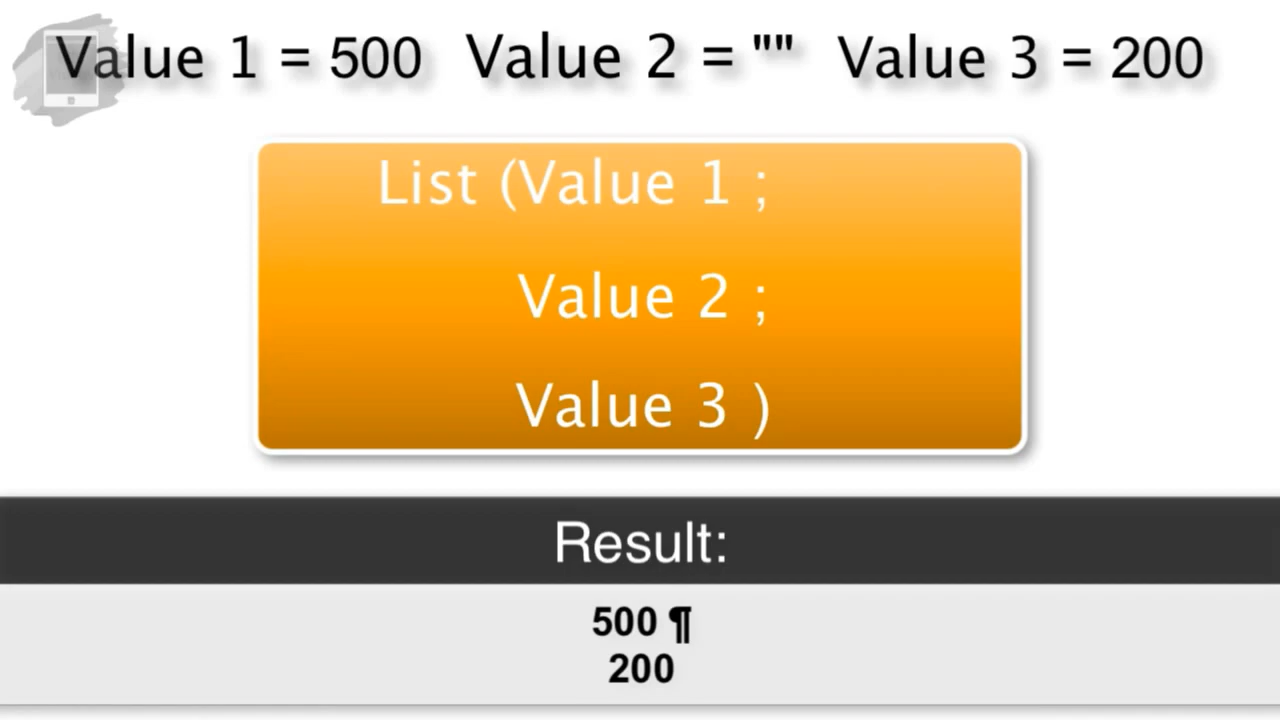 Value 1 = 500 Value 2 = "" Value 3 = 200
List (Value 1 ;
Value 2 ;
Value 3 )
Result:
500 ¶
200